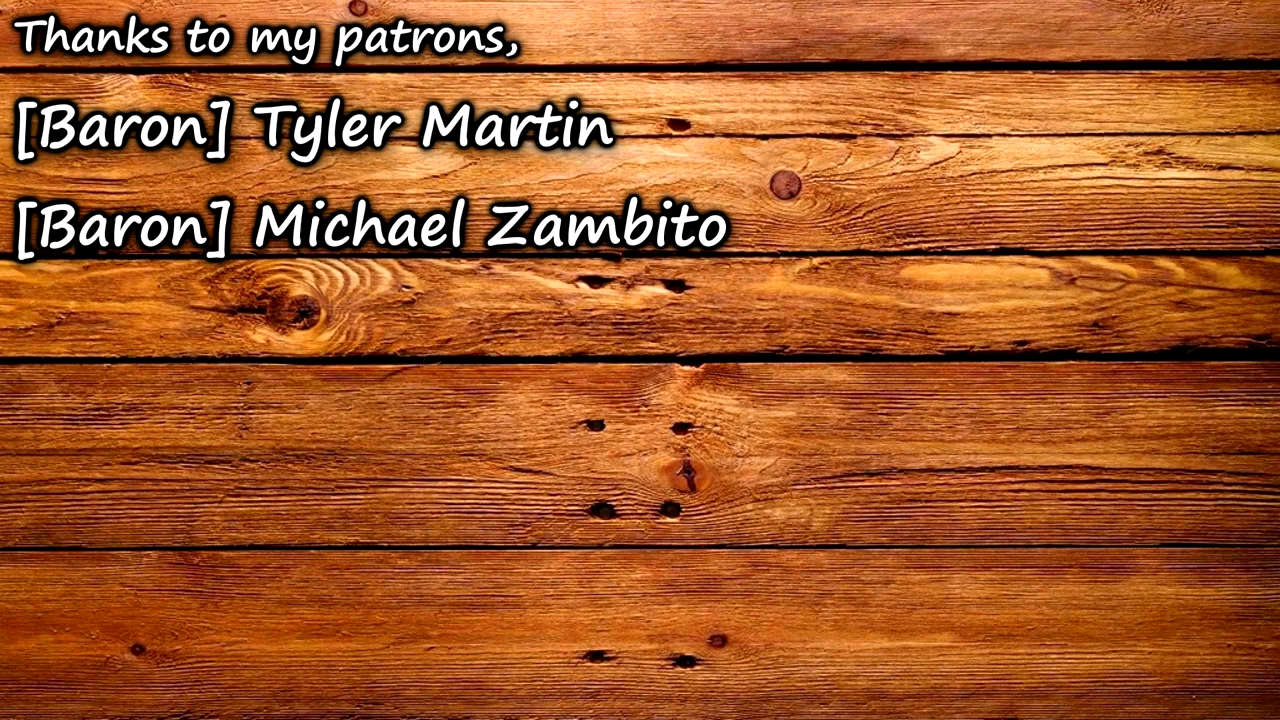 Thanks to my patrons,
[Baron] Tyler Martin
[Baron] Michael Zambito